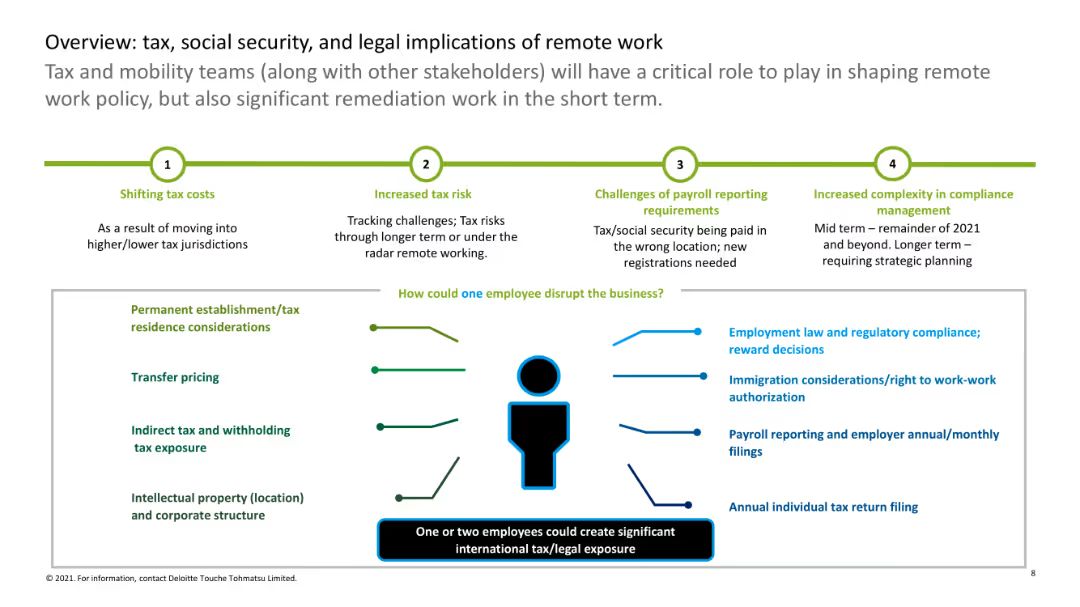 Overview: tax, social security, and legal implications of remote work
Tax and mobility teams (along with other stakeholders) will have a critical role to play in shaping remote
work policy, but also significant remediation work in the short term.
1
Shifting tax costs
As a result of moving into
higher/lower tax jurisdictions
2
Increased tax risk
Tracking challenges; Tax risks
through longer term or under the
radar remote working.
3
Challenges of payroll reporting
requirements
Tax/social security being paid in
the wrong location; new
registrations needed
4
Increased complexity in compliance
management
Mid term – remainder of 2021
and beyond. Longer term –
requiring strategic planning
How could one employee disrupt the business?
Permanent establishment/tax
residence considerations
Transfer pricing
Indirect tax and withholding
tax exposure
Intellectual property (location)
and corporate structure
Employment law and regulatory compliance;
reward decisions
Immigration considerations/right to work-work
authorization
Payroll reporting and employer annual/monthly
filings
Annual individual tax return filing
One or two employees could create significant
international tax/legal exposure
© 2021. For information, contact Deloitte Touche Tohmatsu Limited.
8